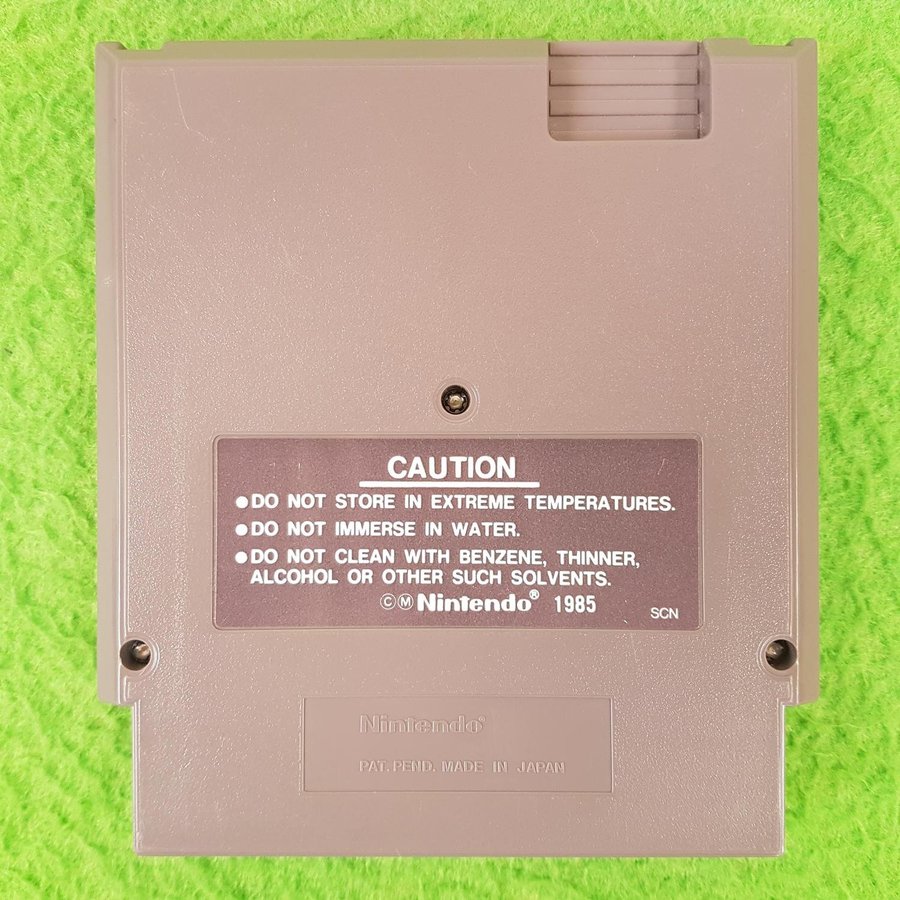 CAUTION
●DO NOT STORE IN EXTREME TEMPERATURES.
●DO NOT IMMERSE IN WATER.
●DO NOT CLEAN WITH BENZENE, THINNER,
ALCOHOL OR OTHER SUCH SOLVENTS.
ⒸⓂNintendo® 1985
SCN
Nintendo®
PAT. PEND. MADE IN JAPAN